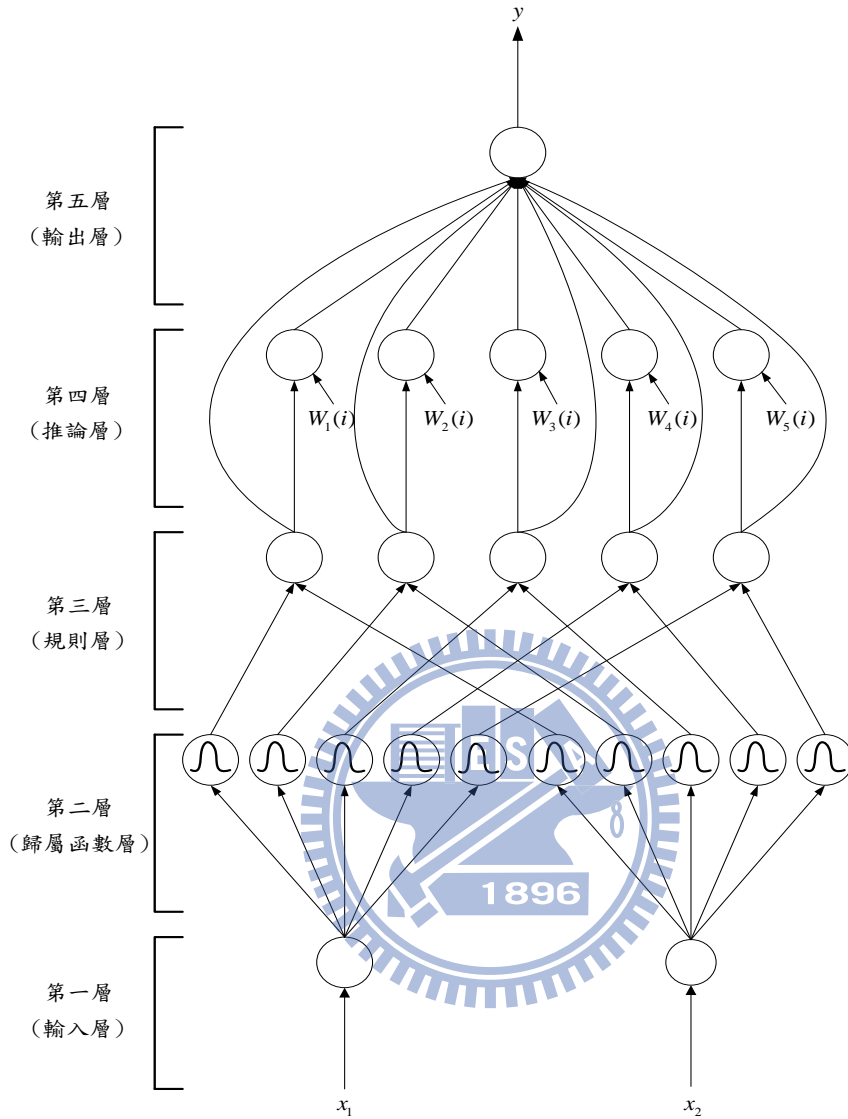 y
第五層
(輸出層)
第四層
(推論層)
W₁(i) W₂(i) W₃(i) W₄(i) W₅(i)
第三層
(規則層)
ES
第二層
(歸屬函數層)
8
1896
第一層
(輸入層)
x₁ x₂